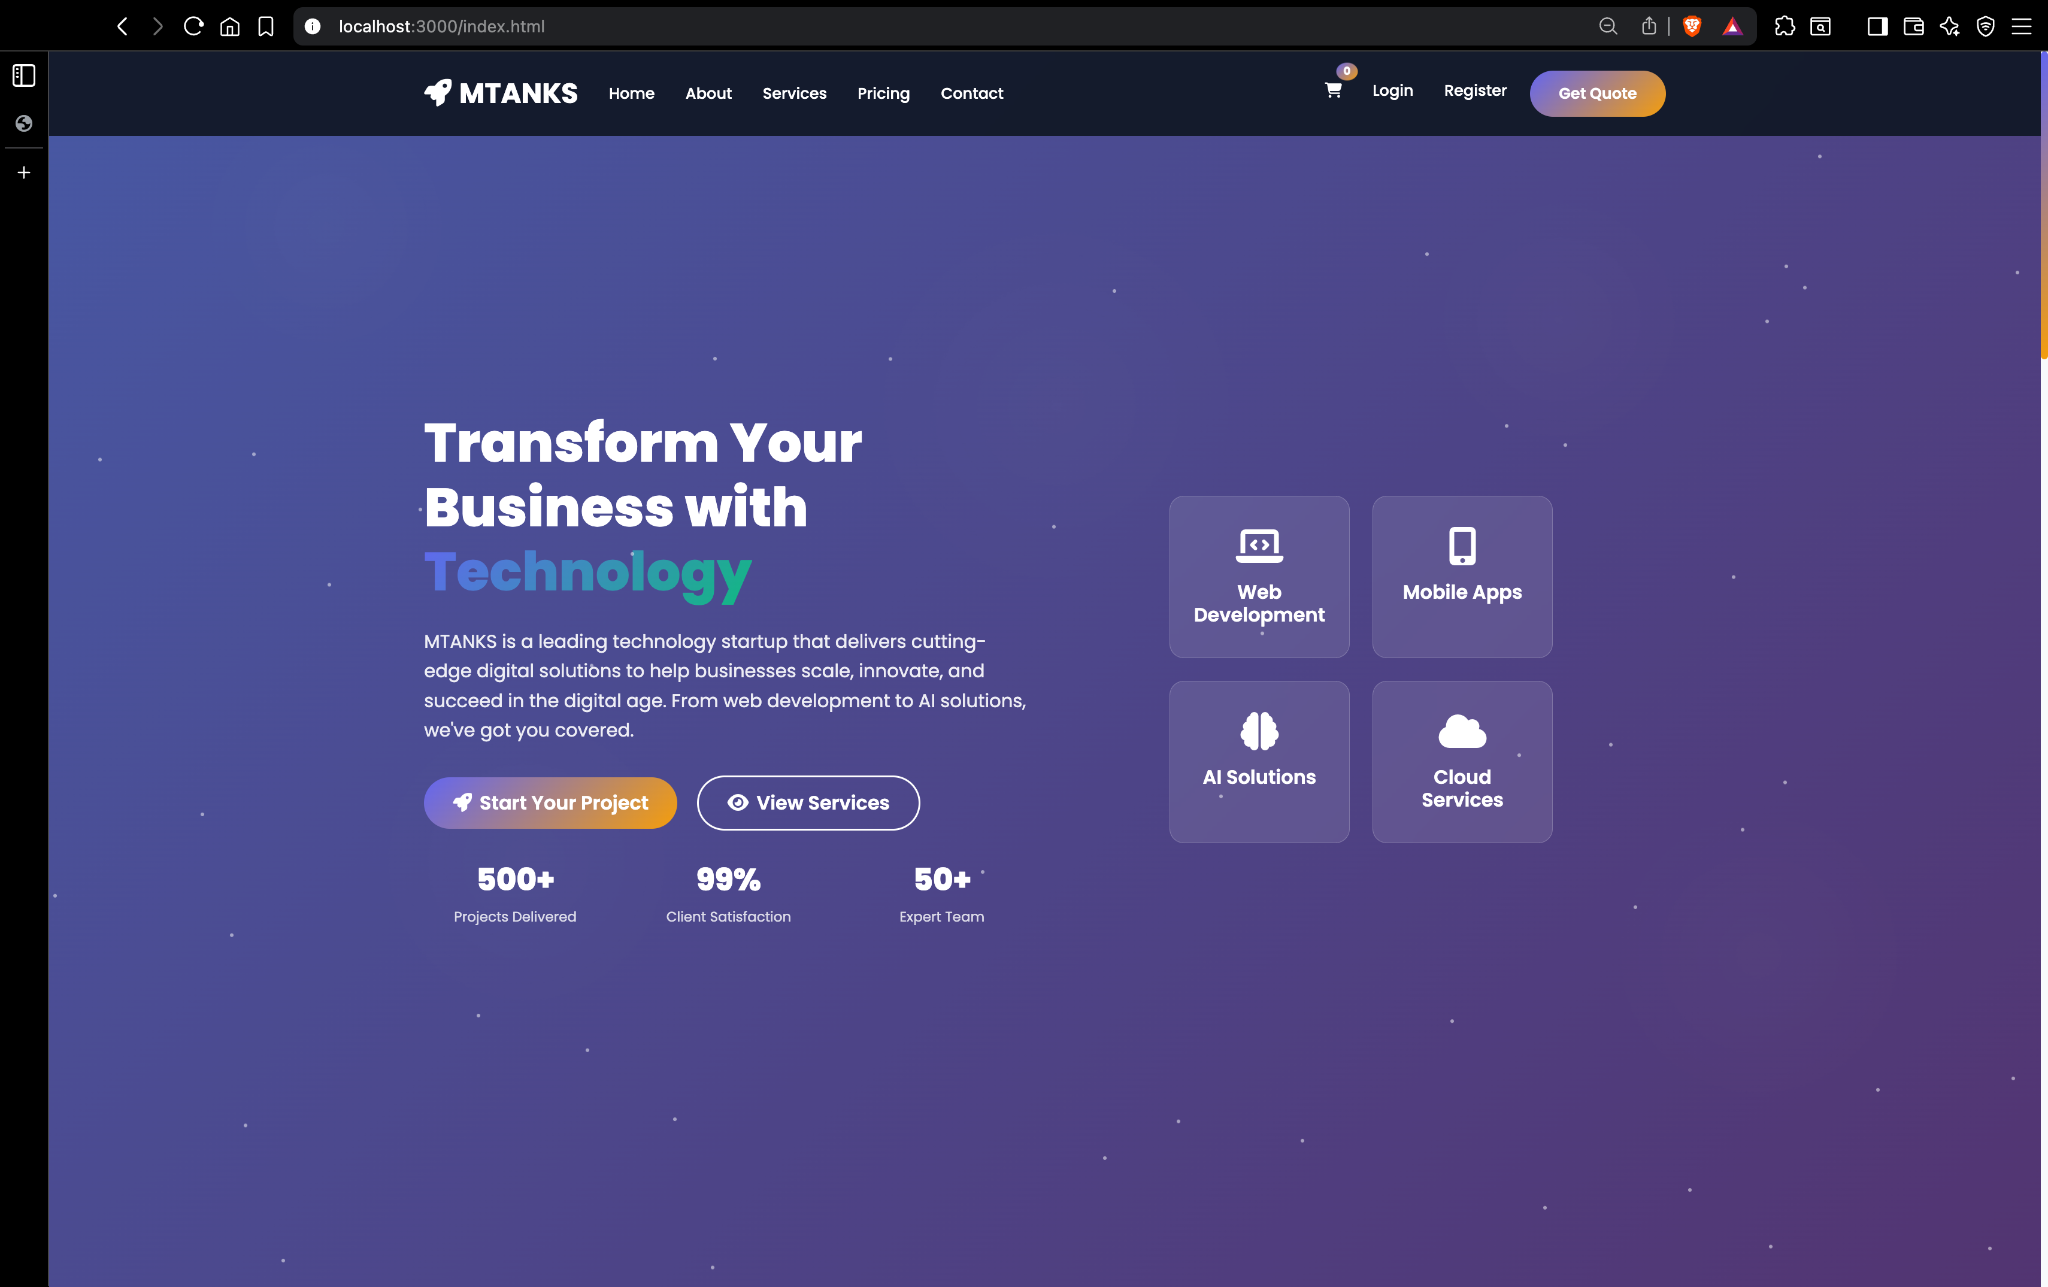 localhost:3000/index.html
MTANKS
Home
About
Services
Pricing
Contact
0
Login
Register
Get Quote
Transform Your
Business with
Technology
MTANKS is a leading technology startup that delivers cutting-
edge digital solutions to help businesses scale, innovate, and
succeed in the digital age. From web development to AI solutions,
we've got you covered.
Start Your Project
View Services
500+
Projects Delivered
99%
Client Satisfaction
50+
Expert Team
Web
Development
Mobile Apps
AI Solutions
Cloud
Services